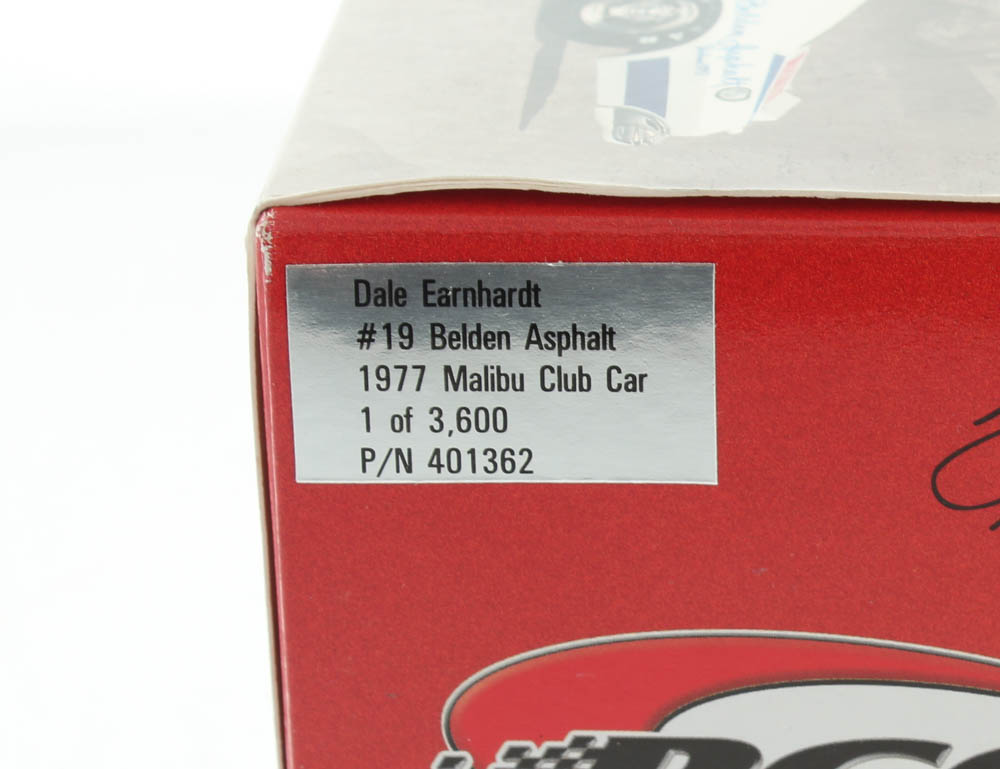 Dale Earnhardt
#19 Belden Asphalt
1977 Malibu Club Car
1 of 3,600
P/N 401362